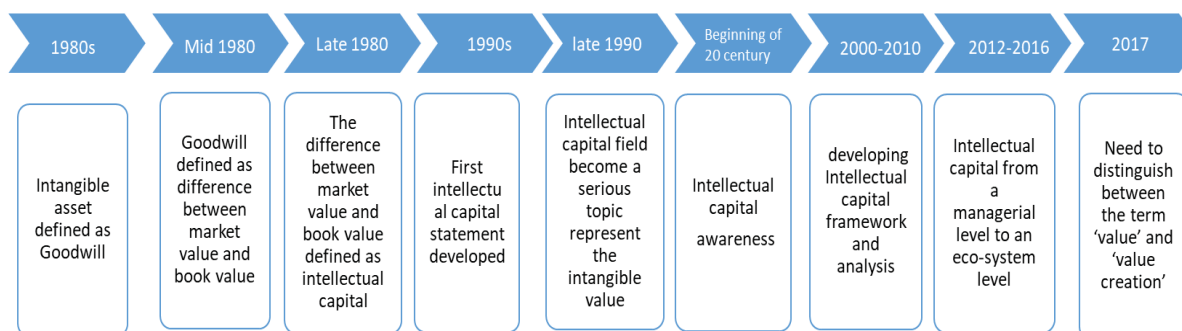 1980s
Mid 1980
Late 1980
1990s
late 1990
Beginning of
20 century
2000-2010
2012-2016
2017
Intangible
asset
defined as
Goodwill
Goodwill
defined as
difference
between
market
value and
book value
The
difference
between
market
value and
book value
defined as
intellectual
capital
First
intellectu
al capital
statement
developed
Intellectual
capital field
become a
serious
topic
represent
the
intangible
value
Intellectual
capital
awareness
developing
Intellectual
capital
framework
and
analysis
Intellectual
capital from
a
managerial
level to an
eco-system
level
Need to
distinguish
between
the term
‘value’ and
‘value
creation’